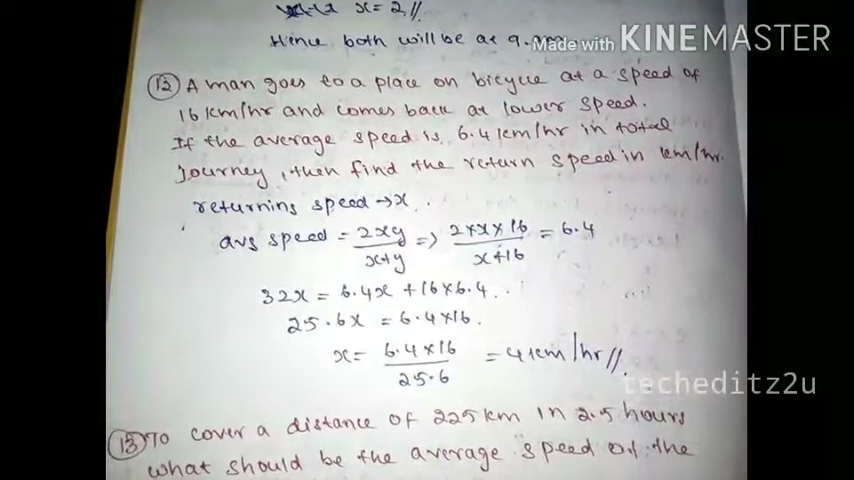 x=2//
Hence both will be at 9.am
Made with KINEMASTER
(12) A man goes to a place on bicycle at a speed of
16 km/hr and comes back at lower speed.
If the average speed is 6.4 km/hr in total
journey, then find the return speed in km/hr.
returning speed → x.
avg speed = 2xy/x+y => 2×x×16/x+16 = 6.4
32x = 6.4x + 16×6.4..
25.6x = 6.4×16.
x = 6.4×16/25.6 = 4 km/hr//.
techeditz2u
(13) To cover a distance of 225 km in 2.5 hours
what should be the average speed of the